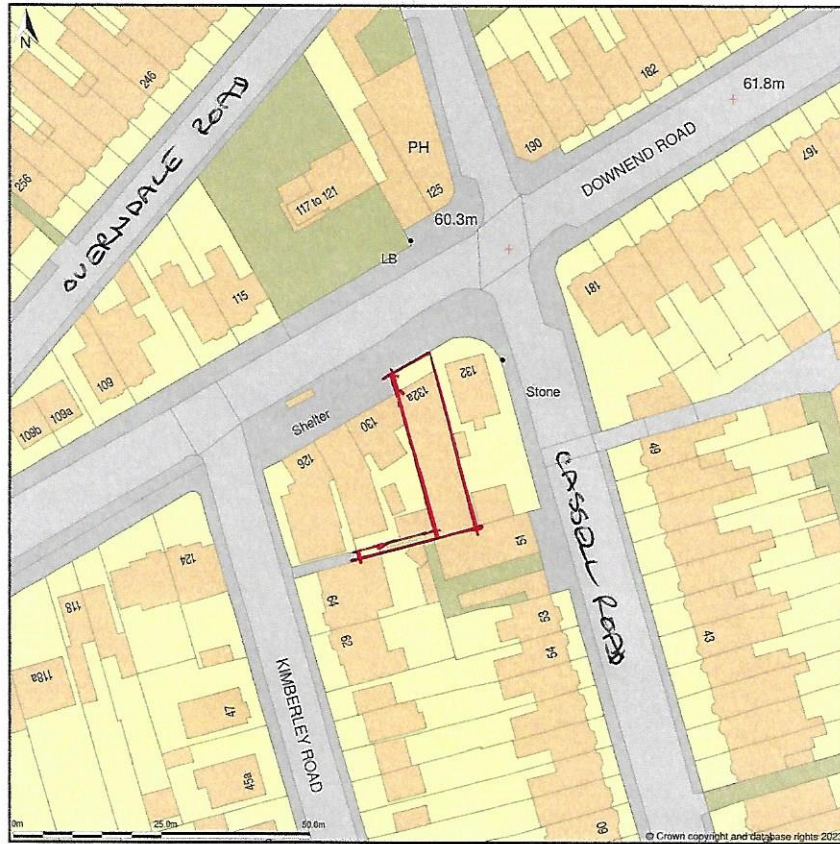 N
246
256
OVERNDALE ROAD
PH
125
117 to 121
60.3m
LB
182
190
61.8m
DOWNEND ROAD
167
181
115
109
109a
109b
Shelter
132
132a
130
126
Stone
CASSELL ROAD
49
51
53
54
43
60
124
118
118a
49
62
47
45a
KIMBERLEY ROAD
0m
25.0m
50.0m
© Crown copyright and database rights 2023